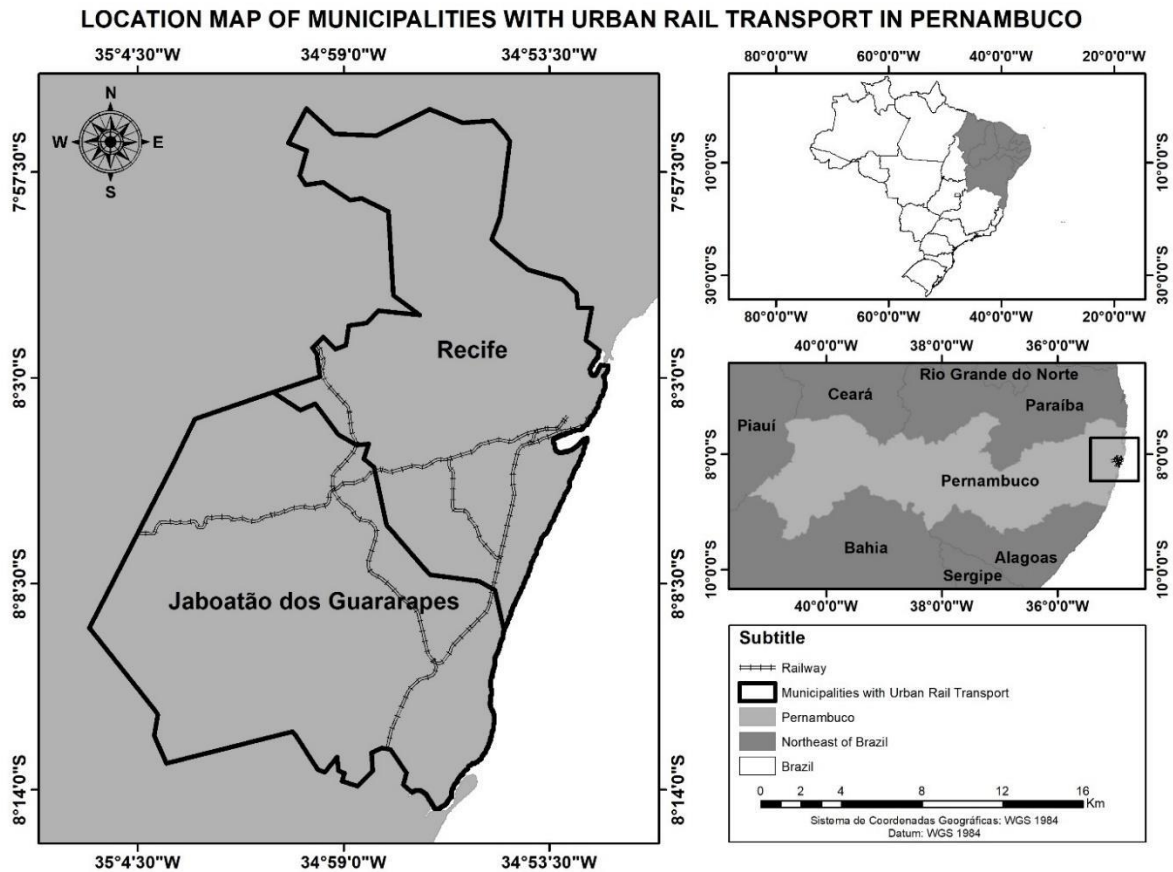 LOCATION MAP OF MUNICIPALITIES WITH URBAN RAIL TRANSPORT IN PERNAMBUCO
35°4'30"W 34°59'0"W 34°53'30"W
N
W E
S
7°57'30"S 7°57'30"S
8°3'0"S 8°3'0"S
8°8'30"S 8°8'30"S
8°14'0"S 8°14'0"S
Recife
Jaboatão dos Guararapes
35°4'30"W 34°59'0"W 34°53'30"W
80°0'0"W 60°0'0"W 40°0'0"W 20°0'0"W
10°0'0"S 10°0'0"S
30°0'0"S 30°0'0"S
80°0'0"W 60°0'0"W 40°0'0"W 20°0'0"W
40°0'0"W 38°0'0"W 36°0'0"W
Rio Grande do Norte
Ceará
Paraíba
Piauí
8°0'0"S 8°0'0"S
Pernambuco
Bahia
Alagoas
Sergipe
10°0'0"S 10°0'0"S
40°0'0"W 38°0'0"W 36°0'0"W
Subtitle
Railway
Municipalities with Urban Rail Transport
Pernambuco
Northeast of Brazil
Brazil
0 2 4 8 12 16
Km
Sistema de Coordenadas Geográficas: WGS 1984
Datum: WGS 1984